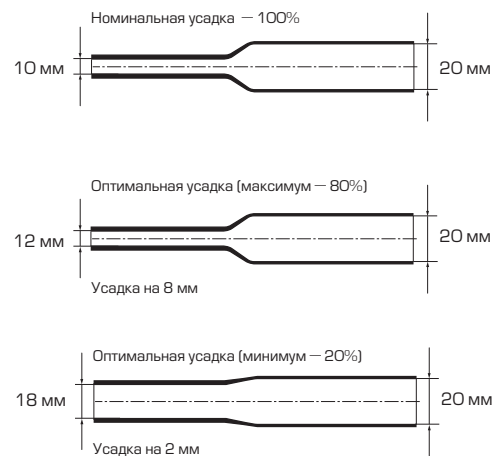 Номинальная усадка — 100%
10 мм
20 мм
Оптимальная усадка (максимум — 80%)
12 мм
20 мм
Усадка на 8 мм
Оптимальная усадка (минимум — 20%)
18 мм
20 мм
Усадка на 2 мм